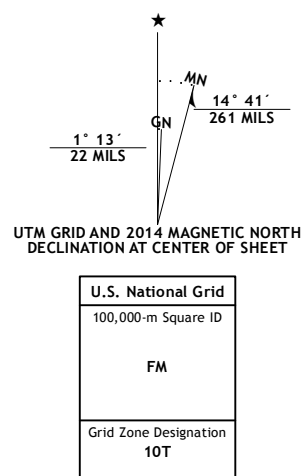 ★
MN
GN
14° 41´
261 MILS
1° 13´
22 MILS
UTM GRID AND 2014 MAGNETIC NORTH
DECLINATION AT CENTER OF SHEET
U.S. National Grid
100,000-m Square ID
FM
Grid Zone Designation
10T